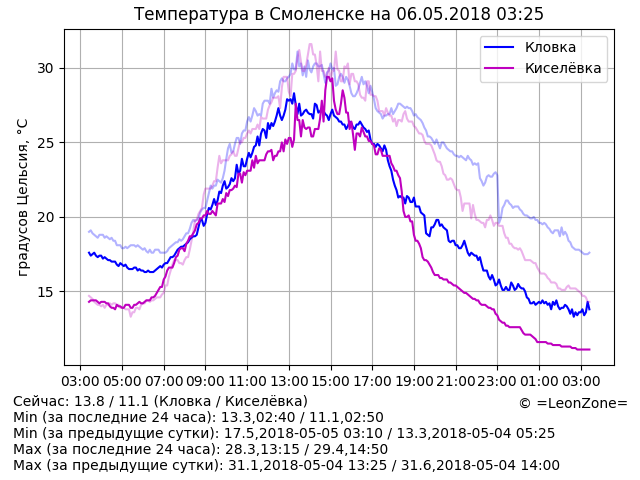 Температура в Смоленске на 06.05.2018 03:25
Кловка
Киселёвка
градусов Цельсия, °C
30
25
20
15
03:00 05:00 07:00 09:00 11:00 13:00 15:00 17:00 19:00 21:00 23:00 01:00 03:00
Сейчас: 13.8 / 11.1 (Кловка / Киселёвка)
© =LeonZone=
Min (за последние 24 часа): 13.3,02:40 / 11.1,02:50
Min (за предыдущие сутки): 17.5,2018-05-05 03:10 / 13.3,2018-05-04 05:25
Max (за последние 24 часа): 28.3,13:15 / 29.4,14:50
Max (за предыдущие сутки): 31.1,2018-05-04 13:25 / 31.6,2018-05-04 14:00